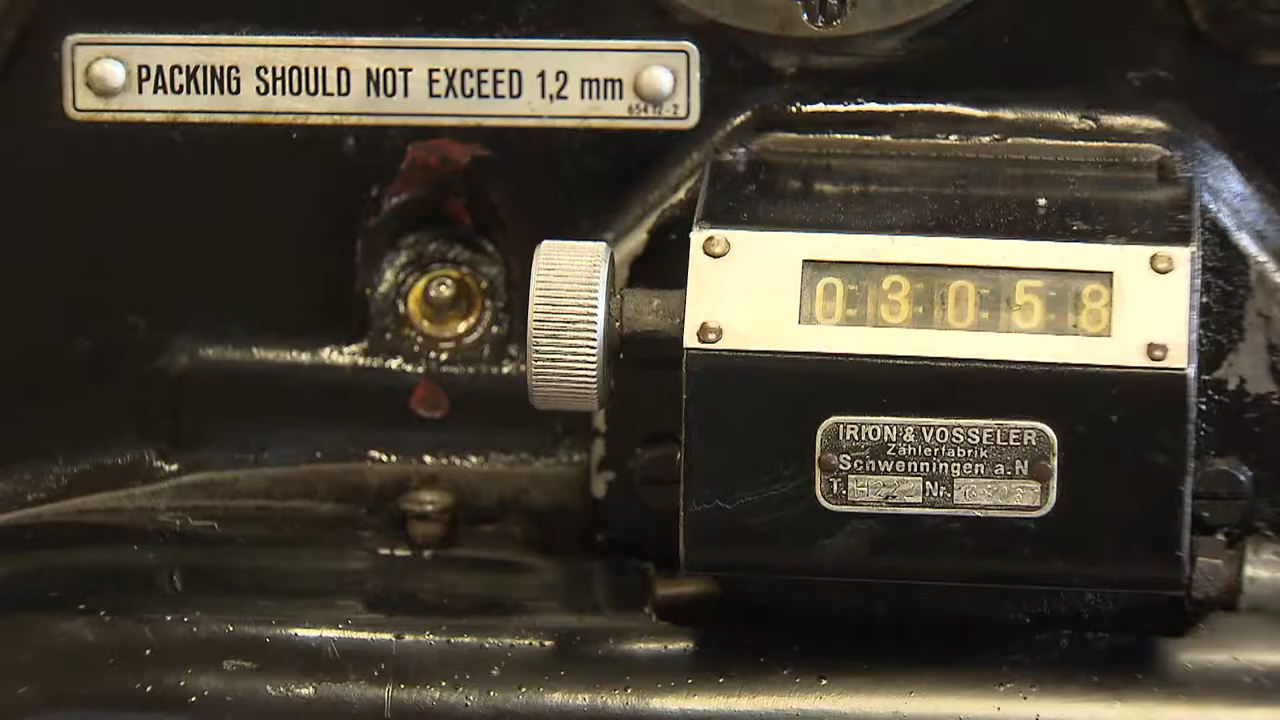 PACKING SHOULD NOT EXCEED 1,2 mm
03058
IRION & VOSSELER
Zählerfabrik
Schwenningen a.N
T. H222 Nr.